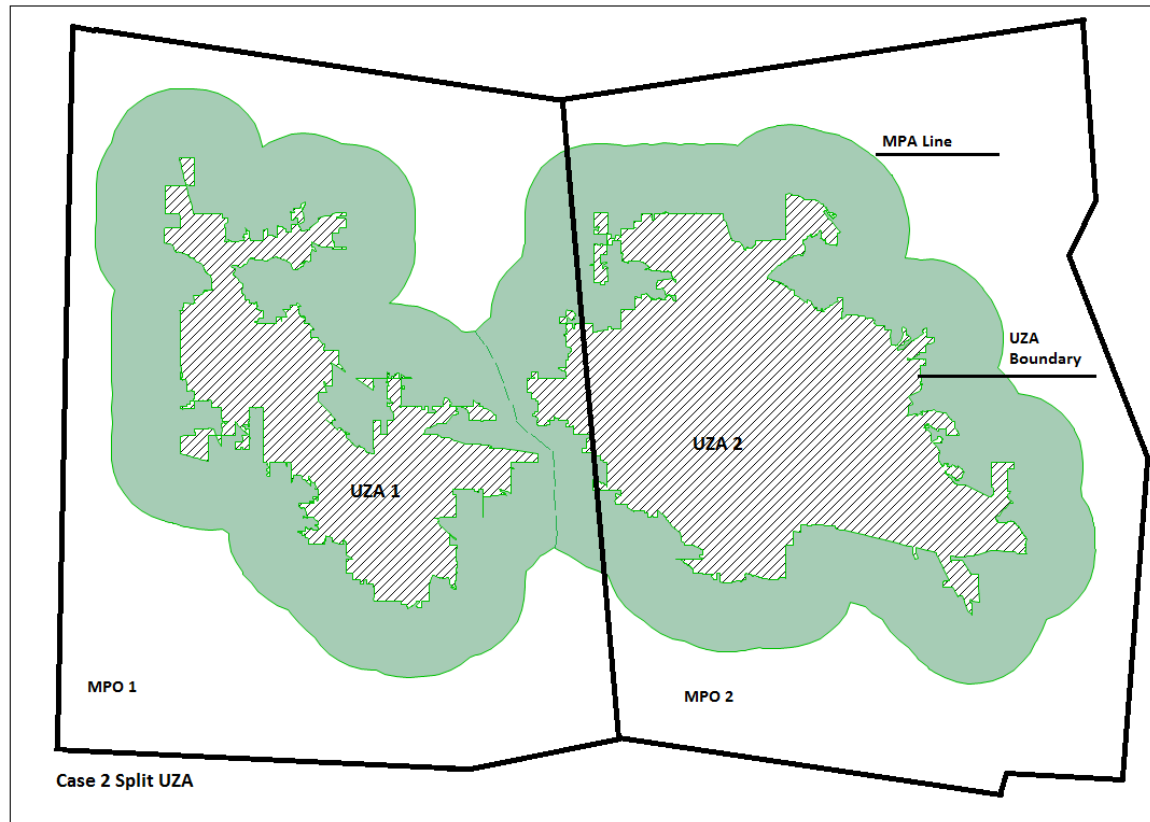 MPA Line
UZA
Boundary
UZA 2
UZA 1
MPO 1
MPO 2
Case 2 Split UZA